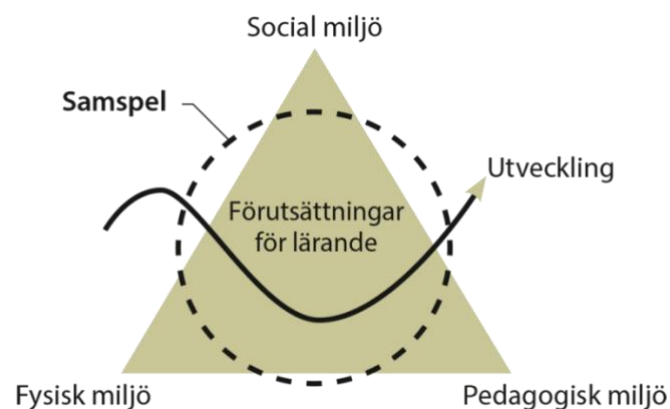 Social miljö
Samspel
Utveckling
Förutsättningar
för lärande
Fysisk miljö
Pedagogisk miljö